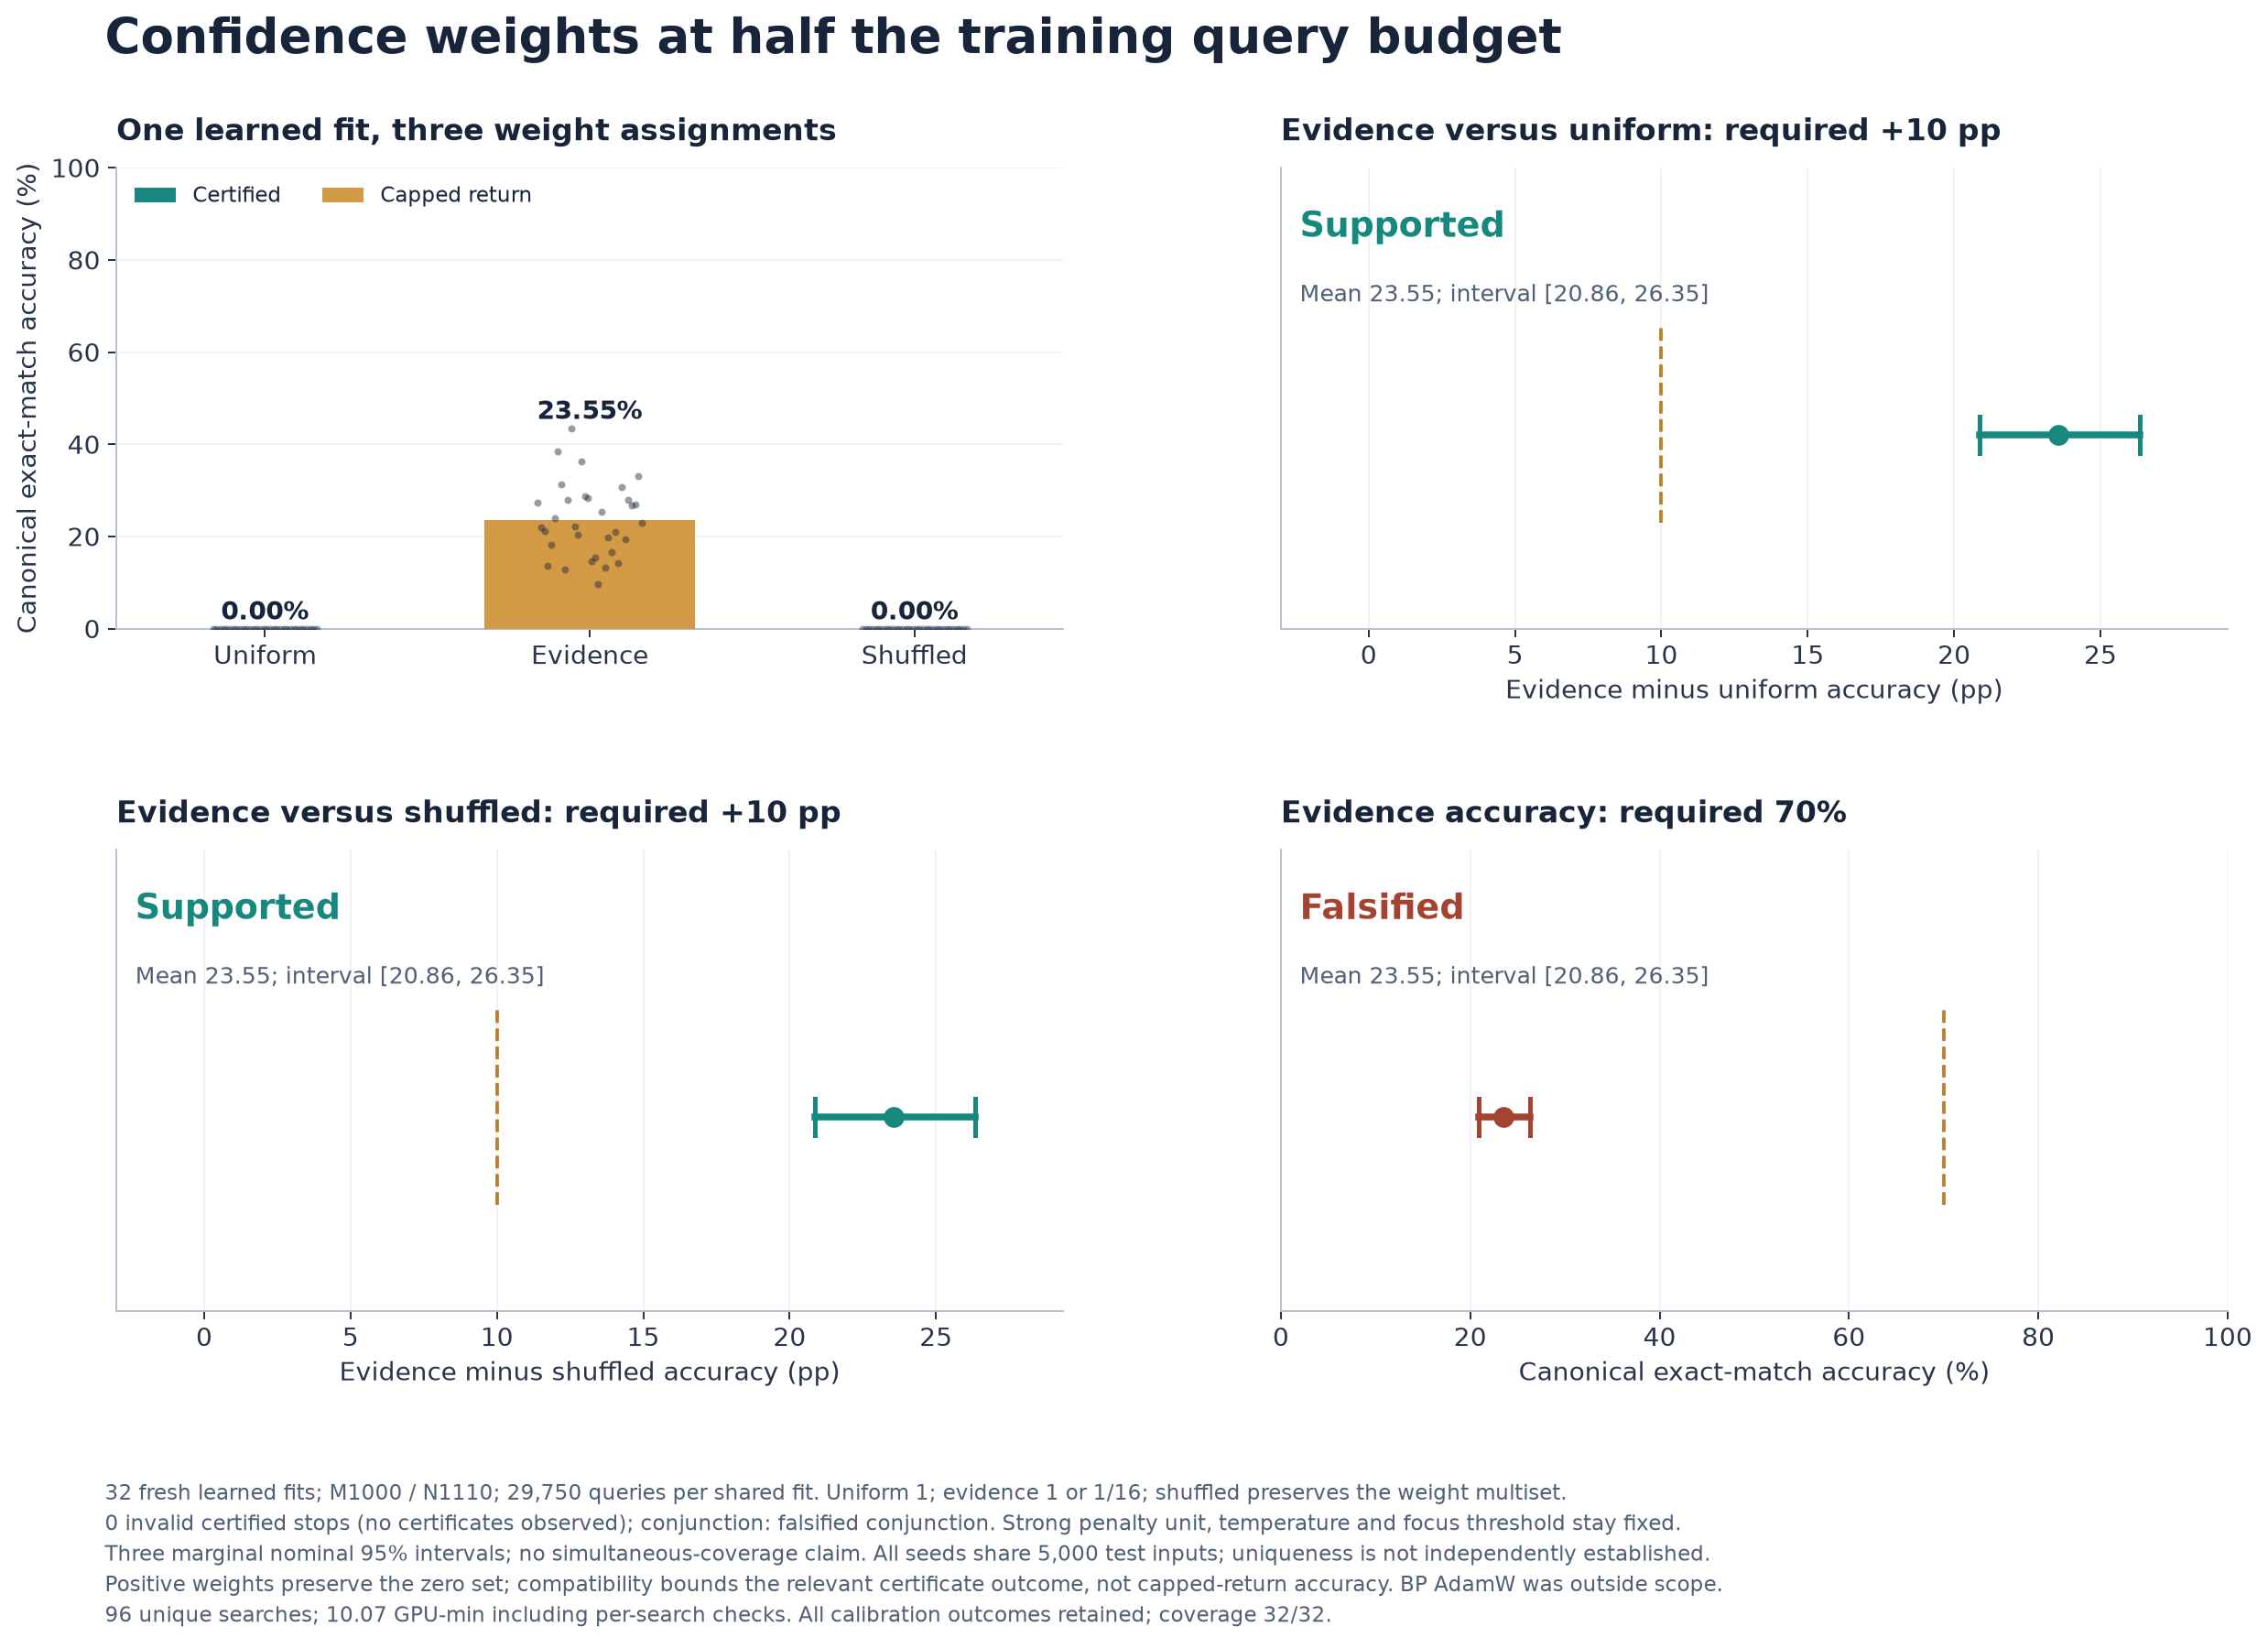 Confidence weights at half the training query budget
One learned fit, three weight assignments
Canonical exact-match accuracy (%)
100
80
60
40
20
0
Certified
Capped return
0.00%
23.55%
0.00%
Uniform
Evidence
Shuffled
Evidence versus uniform: required +10 pp
Supported
Mean 23.55; interval [20.86, 26.35]
0
5
10
15
20
25
Evidence minus uniform accuracy (pp)
Evidence versus shuffled: required +10 pp
Supported
Mean 23.55; interval [20.86, 26.35]
0
5
10
15
20
25
Evidence minus shuffled accuracy (pp)
Evidence accuracy: required 70%
Falsified
Mean 23.55; interval [20.86, 26.35]
0
20
40
60
80
100
Canonical exact-match accuracy (%)
32 fresh learned fits; M1000 / N1110; 29,750 queries per shared fit. Uniform 1; evidence 1 or 1/16; shuffled preserves the weight multiset.
0 invalid certified stops (no certificates observed); conjunction: falsified conjunction. Strong penalty unit, temperature and focus threshold stay fixed.
Three marginal nominal 95% intervals; no simultaneous-coverage claim. All seeds share 5,000 test inputs; uniqueness is not independently established.
Positive weights preserve the zero set; compatibility bounds the relevant certificate outcome, not capped-return accuracy. BP AdamW was outside scope.
96 unique searches; 10.07 GPU-min including per-search checks. All calibration outcomes retained; coverage 32/32.